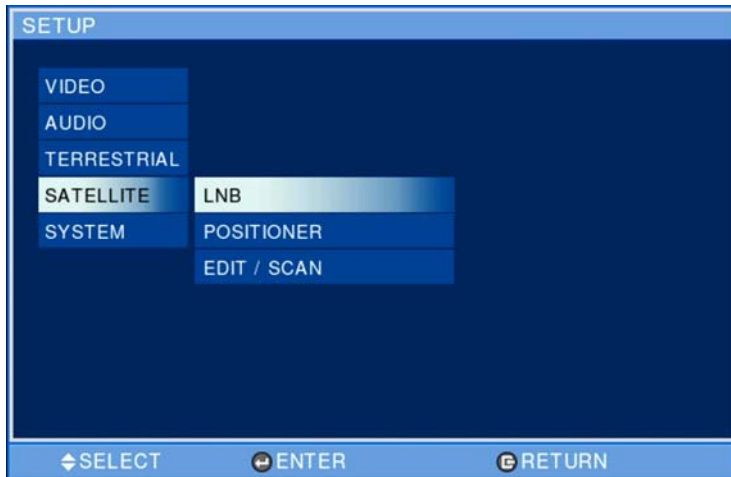 SETUP
VIDEO
AUDIO
TERRESTRIAL
SATELLITE LNB
SYSTEM POSITIONER
EDIT / SCAN
SELECT ENTER RETURN